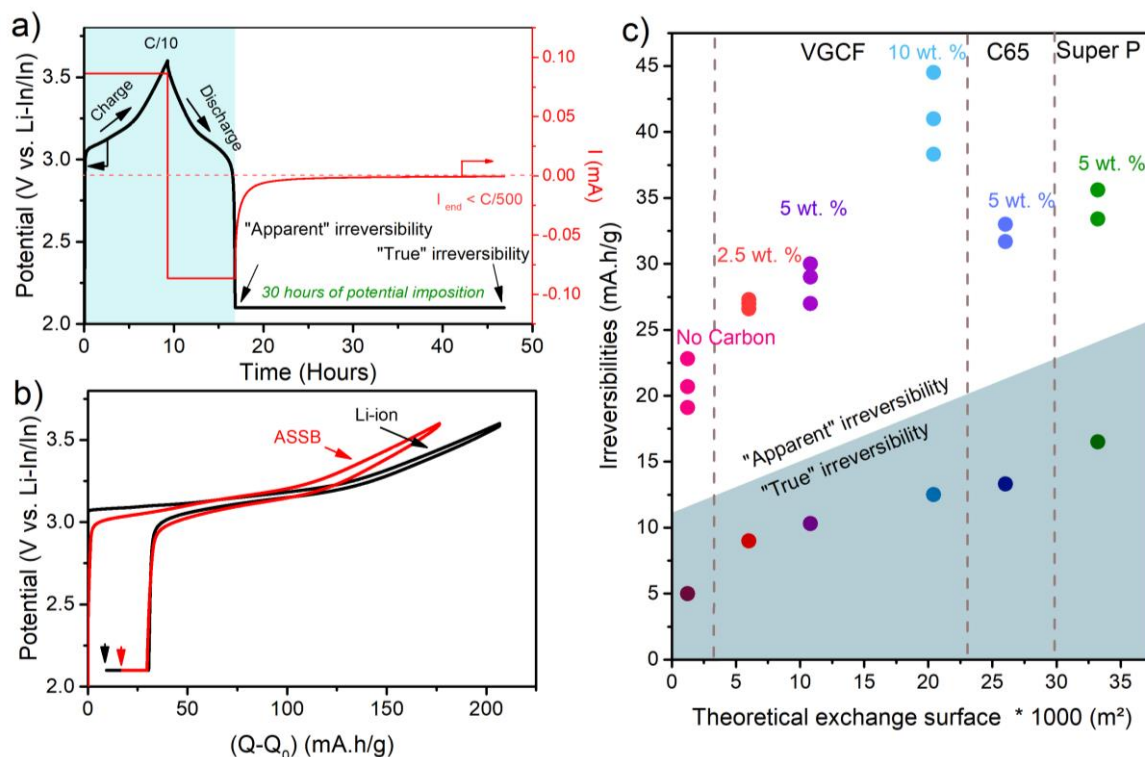 a)
C/10
Charge
Discharge
I end < C/500
"Apparent" irreversibility
"True" irreversibility
30 hours of potential imposition
Potential (V vs. Li-In/In)
3.5
3.0
2.5
2.0
I (mA)
0.10
0.05
0.00
-0.05
-0.10
0
10
20
30
40
50
Time (Hours)
b)
ASSB
Li-ion
Potential (V vs. Li-In/In)
3.5
3.0
2.5
2.0
0
50
100
150
200
(Q-Q₀) (mA.h/g)
c)
VGCF
C65
Super P
10 wt. %
5 wt. %
2.5 wt. %
5 wt. %
5 wt. %
No Carbon
"Apparent" irreversibility
"True" irreversibility
Irreversibilities (mA.h/g)
45
40
35
30
25
20
15
10
5
0
0
5
10
15
20
25
30
35
Theoretical exchange surface * 1000 (m²)